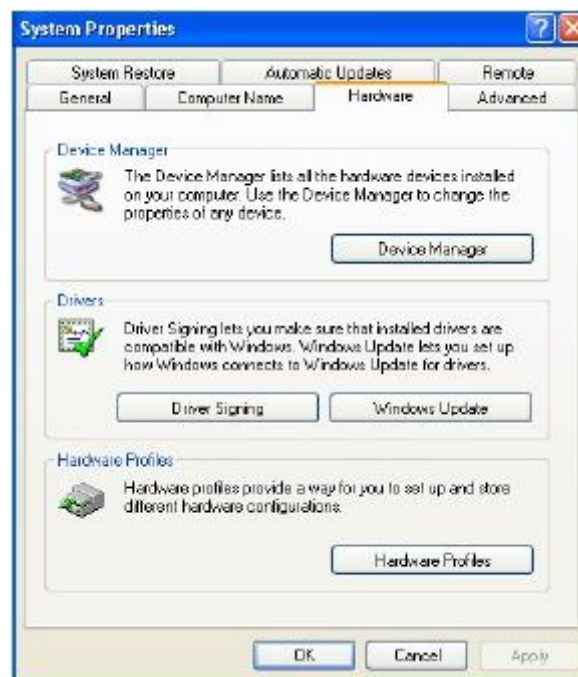 System Properties
System Restore Automatic Updates Remote
General Computer Name Hardware Advanced
Device Manager
The Device Manager lists all the hardware devices installed
on your computer. Use the Device Manager to change the
properties of any device.
Device Manager
Drivers
Driver Signing lets you make sure that installed drivers are
compatible with Windows. Windows Update lets you set up
how Windows connects to Windows Update for drivers.
Driver Signing Windows Update
Hardware Profiles
Hardware profiles provide a way for you to set up and store
different hardware configurations.
Hardware Profiles
OK Cancel Apply